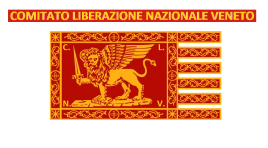 COMITATO LIBERAZIONE NAZIONALE VENETO
C. L.
N. V.